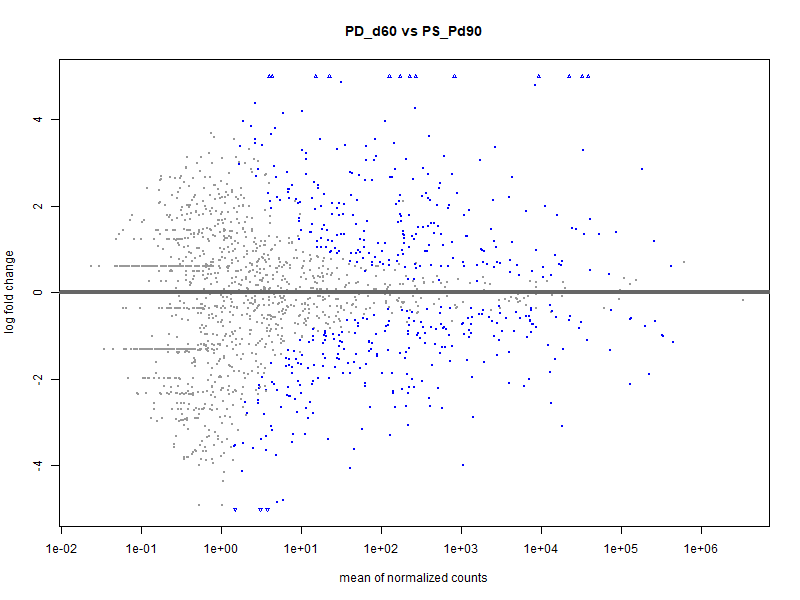 PD_d60 vs PS_Pd90
4
2
0
-2
-4
log fold change
1e-02 1e-01 1e+00 1e+01 1e+02 1e+03 1e+04 1e+05 1e+06
mean of normalized counts